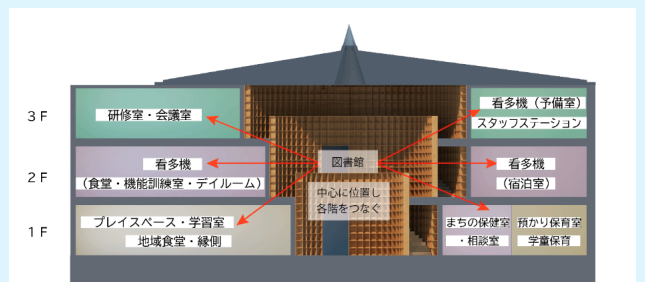 3F
研修室・会議室
看多機（予備室）
スタッフステーション
2F
看多機
（食堂・機能訓練室・デイルーム）
図書館
中心に位置し
各階をつなぐ
看多機
（宿泊室）
1F
プレイスペース・学習室
地域食堂・縁側
まちの保健室
・相談室
預かり保育室
学童保育